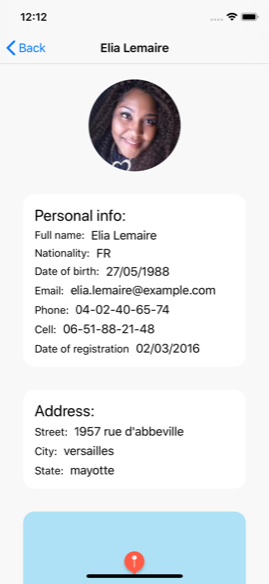 12:12
Back
Elia Lemaire
Personal info:
Full name: Elia Lemaire
Nationality: FR
Date of birth: 27/05/1988
Email: elia.lemaire@example.com
Phone: 04-02-40-65-74
Cell: 06-51-88-21-48
Date of registration 02/03/2016
Address:
Street: 1957 rue d'abbeville
City: versailles
State: mayotte